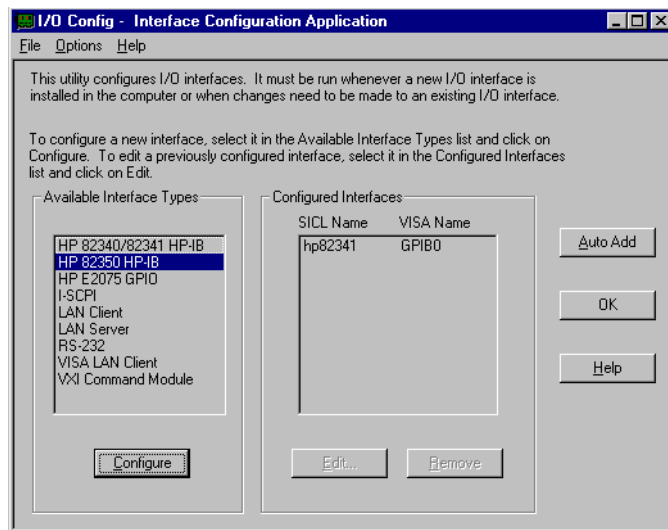 I/O Config - Interface Configuration Application
File Options Help
This utility configures I/O interfaces. It must be run whenever a new I/O interface is
installed in the computer or when changes need to be made to an existing I/O interface.
To configure a new interface, select it in the Available Interface Types list and click on
Configure. To edit a previously configured interface, select it in the Configured Interfaces
list and click on Edit.
Available Interface Types
HP 82340/82341 HP-IB
HP 82350 HP-IB
HP E2075 GPIO
I-SCPI
LAN Client
LAN Server
RS-232
VISA LAN Client
VXI Command Module
Configure
Configured Interfaces
SICL Name VISA Name
hp82341 GPIB0
Edit... Remove
Auto Add
OK
Help